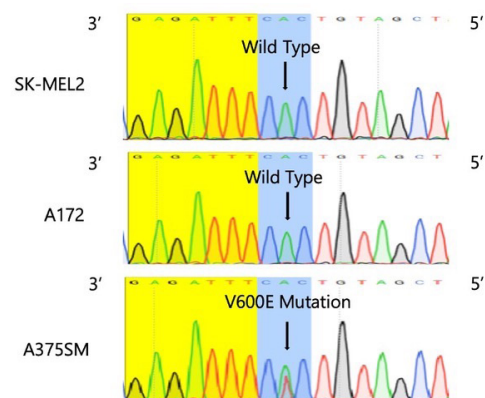 3' G A G A T T T C A C T G T A G C T 5'
Wild Type
SK-MEL2
3' G A G A T T T C A C T G T A G C T 5'
Wild Type
A172
3' G A G A T T T C A C T G T A G C T 5'
V600E Mutation
A375SM